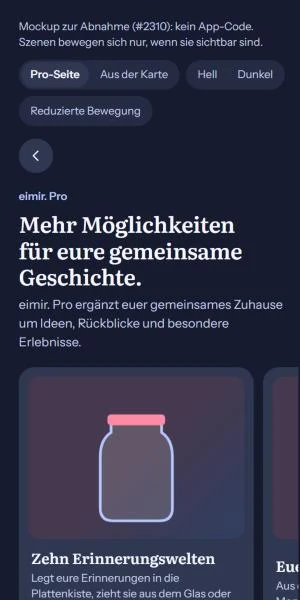 Mockup zur Abnahme (#2310): kein App-Code.
Szenen bewegen sich nur, wenn sie sichtbar sind.
Pro-Seite Aus der Karte Hell Dunkel
Reduzierte Bewegung
eimir. Pro
Mehr Möglichkeiten
für eure gemeinsame
Geschichte.
eimir. Pro ergänzt euer gemeinsames Zuhause
um Ideen, Rückblicke und besondere
Erlebnisse.
Zehn Erinnerungswelten
Legt eure Erinnerungen in die
Plattenkiste, zieht sie aus dem Glas oder